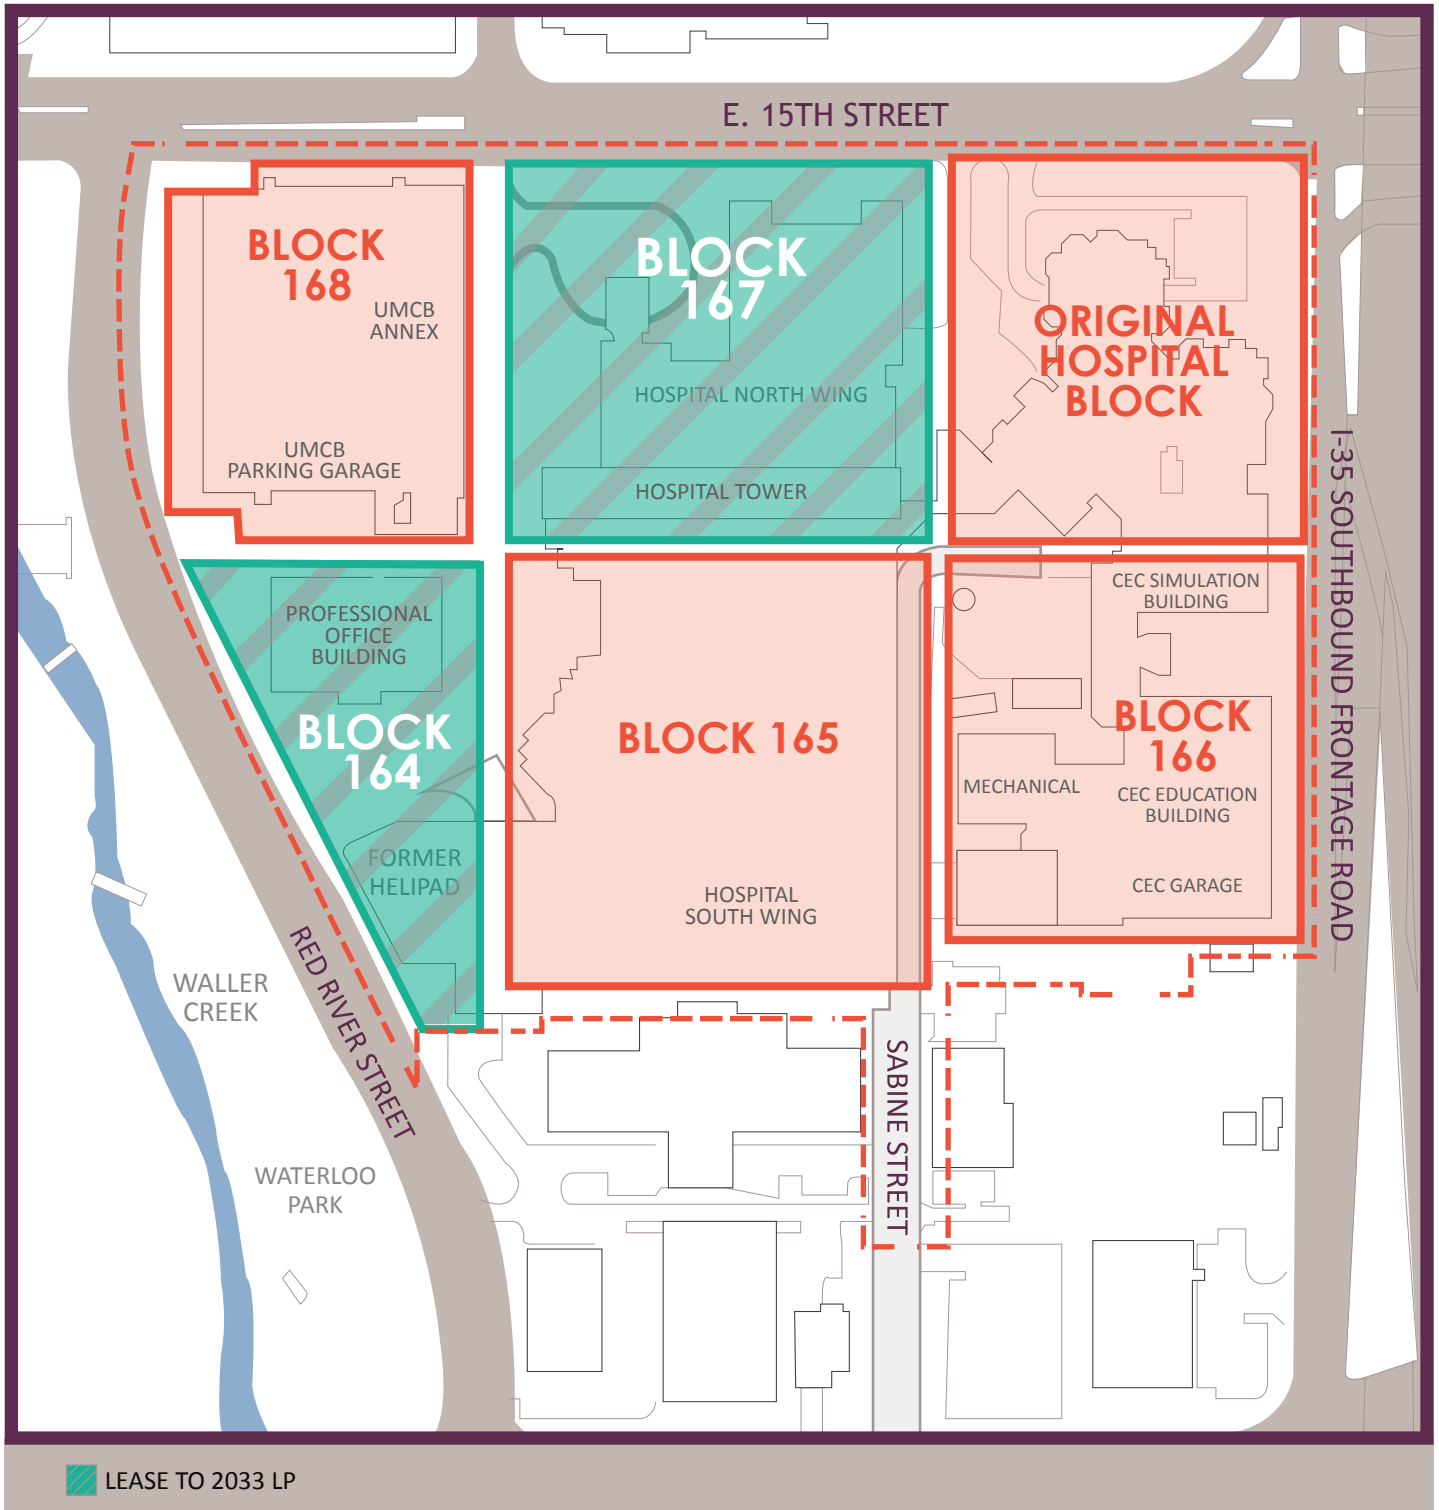 E. 15TH STREET
BLOCK
168
UMCB
ANNEX
UMCB
PARKING GARAGE
BLOCK
167
HOSPITAL NORTH WING
HOSPITAL TOWER
ORIGINAL
HOSPITAL
BLOCK
I-35 SOUTHBOUND FRONTAGE ROAD
PROFESSIONAL
OFFICE
BUILDING
BLOCK
164
FORMER
HELIPAD
BLOCK 165
HOSPITAL
SOUTH WING
CEC SIMULATION
BUILDING
BLOCK
166
MECHANICAL
CEC EDUCATION
BUILDING
CEC GARAGE
WALLER
CREEK
RED RIVER STREET
SABINE STREET
WATERLOO
PARK
LEASE TO 2033 LP